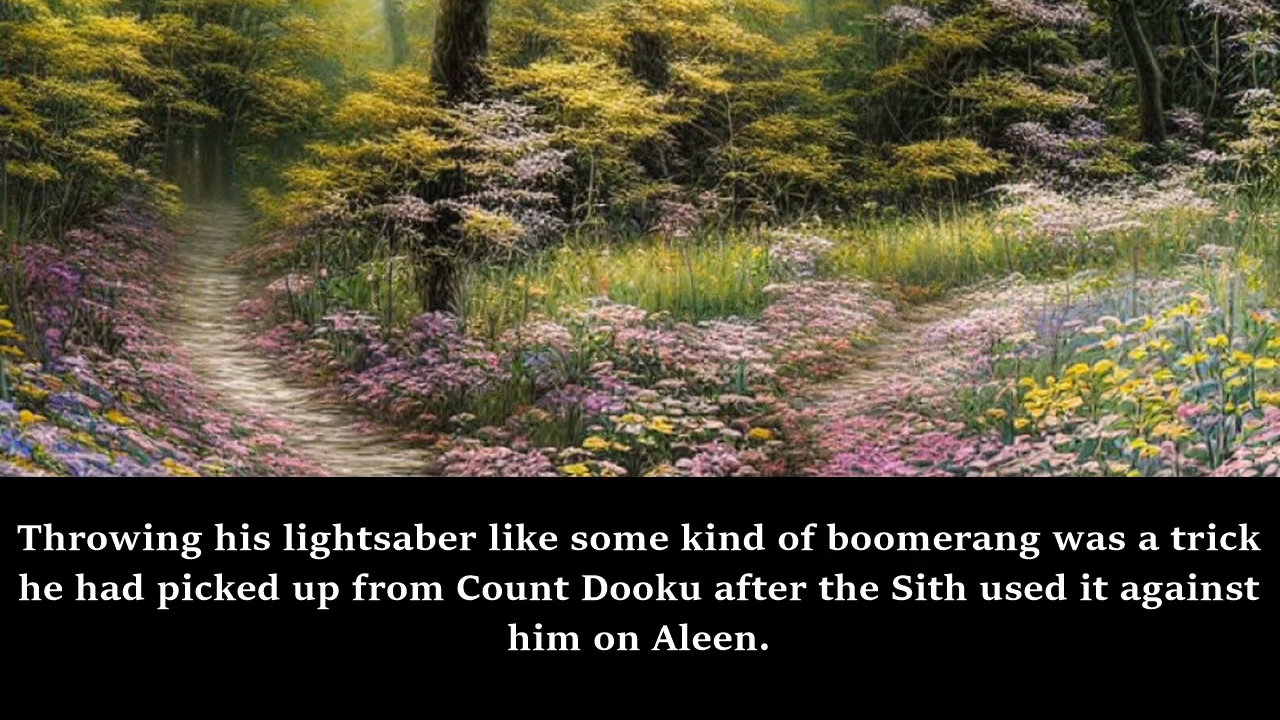 Throwing his lightsaber like some kind of boomerang was a trick
he had picked up from Count Dooku after the Sith used it against
him on Aleen.